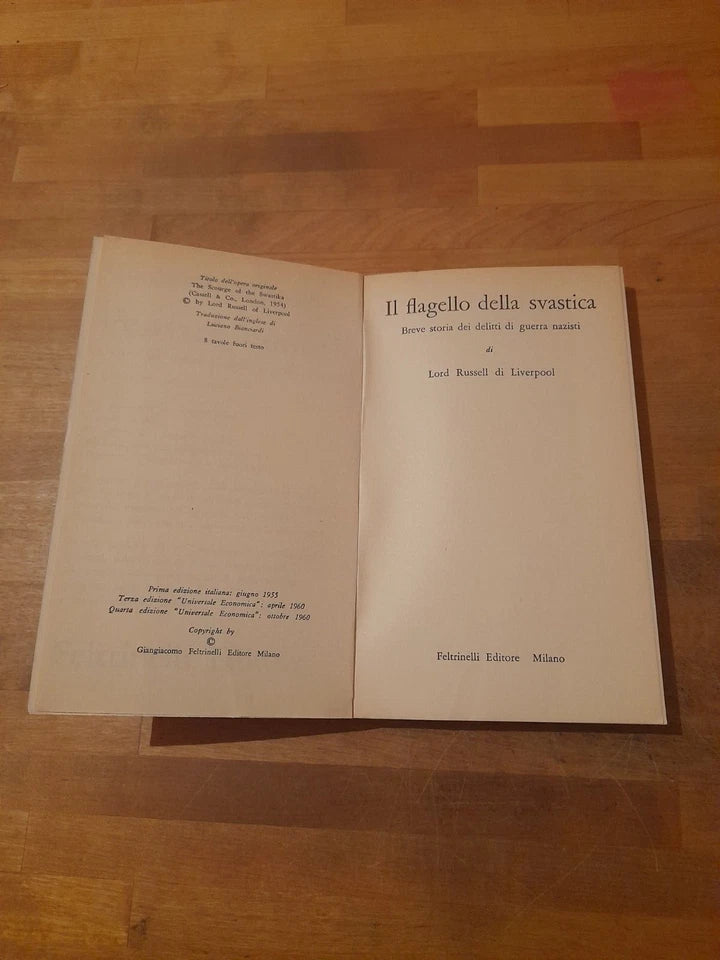 Titolo dell'opera originale
The Scourge of the Swastika
(Cassell & Co., London, 1954)
© by Lord Russell of Liverpool
Traduzione dall'inglese di
Luciano Bianciardi
8 tavole fuori testo
Prima edizione italiana: giugno 1955
Terza edizione "Universale Economica": aprile 1960
Quarta edizione "Universale Economica": ottobre 1960
Copyright by
©
Giangiacomo Feltrinelli Editore Milano
Il flagello della svastica
Breve storia dei delitti di guerra nazisti
di
Lord Russell di Liverpool
Feltrinelli Editore Milano